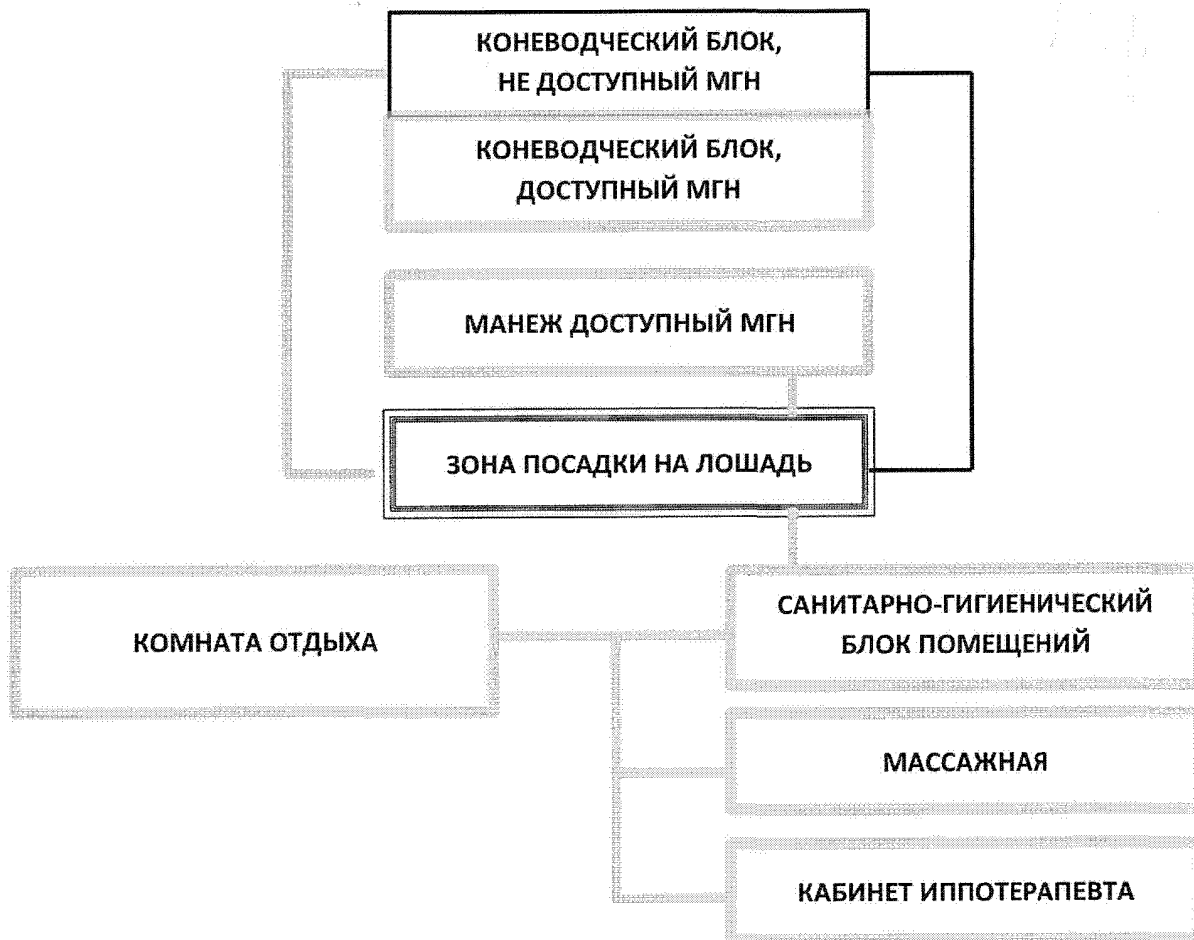 КОНЕВОДЧЕСКИЙ БЛОК,
НЕ ДОСТУПНЫЙ МГН
КОНЕВОДЧЕСКИЙ БЛОК,
ДОСТУПНЫЙ МГН
МАНЕЖ ДОСТУПНЫЙ МГН
ЗОНА ПОСАДКИ НА ЛОШАДЬ
КОМНАТА ОТДЫХА
САНИТАРНО-ГИГИЕНИЧЕСКИЙ
БЛОК ПОМЕЩЕНИЙ
МАССАЖНАЯ
КАБИНЕТ ИППОТЕРАПЕВТА